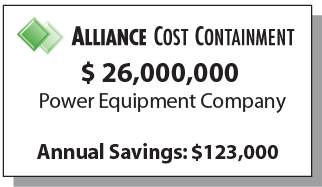 ALLIANCE COST CONTAINMENT
$ 26,000,000
Power Equipment Company
Annual Savings: $123,000